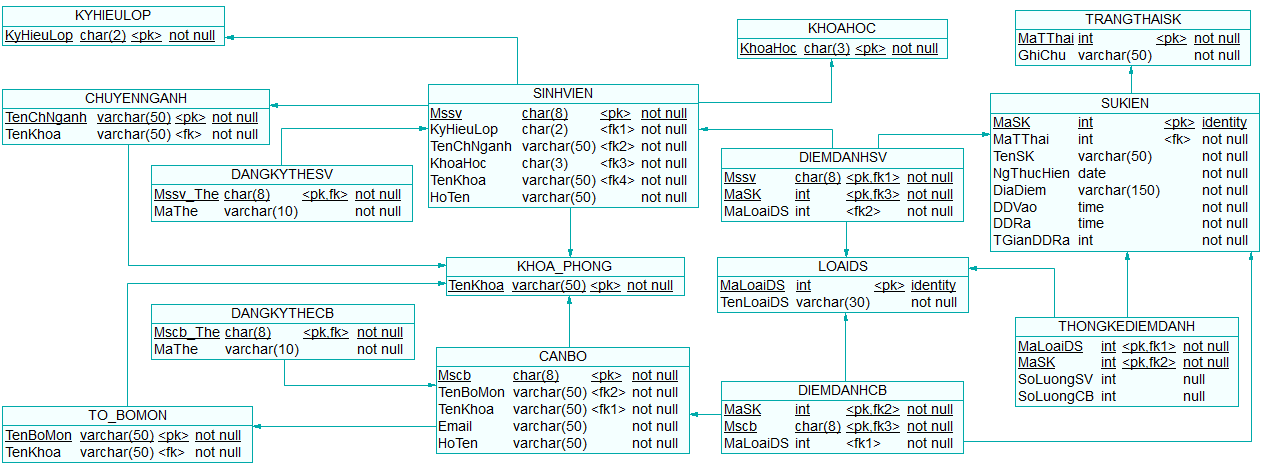 KYHIEULOP
KyHieuLop char(2) <pk> not null
KHOAHOC
KhoaHoc char(3) <pk> not null
TRANGTHAISK
MaTThai int <pk> not null
GhiChu varchar(50) not null
CHUYENNGANH
TenChNganh varchar(50) <pk> not null
TenKhoa varchar(50) <fk> not null
SINHVIEN
Mssv char(8) <pk> not null
KyHieuLop char(2) <fk1> not null
TenChNganh varchar(50) <fk2> not null
KhoaHoc char(3) <fk3> not null
TenKhoa varchar(50) <fk4> not null
HoTen varchar(50) not null
SUKIEN
MaSK int <pk> identity
MaTThai int <fk> not null
TenSK varchar(50) not null
NgThucHien date not null
DiaDiem varchar(150) not null
DDVao time not null
DDRa time not null
TGianDDRa int not null
DANGKYTHESV
Mssv_The char(8) <pk,fk> not null
MaThe varchar(10) not null
DIEMDANHSV
Mssv char(8) <pk,fk1> not null
MaSK int <pk,fk3> not null
MaLoaiDS int <fk2> not null
KHOA_PHONG
TenKhoa varchar(50) <pk> not null
LOAIDS
MaLoaiDS int <pk> identity
TenLoaiDS varchar(30) not null
DANGKYTHECB
Mscb_The char(8) <pk,fk> not null
MaThe varchar(10) not null
THONGKEDIEMDANH
MaLoaiDS int <pk,fk1> not null
MaSK int <pk,fk2> not null
SoLuongSV int null
SoLuongCB int null
CANBO
Mscb char(8) <pk> not null
TenBoMon varchar(50) <fk2> not null
TenKhoa varchar(50) <fk1> not null
Email varchar(50) not null
HoTen varchar(50) not null
DIEMDANHCB
MaSK int <pk,fk2> not null
Mscb char(8) <pk,fk3> not null
MaLoaiDS int <fk1> not null
TO_BOMON
TenBoMon varchar(50) <pk> not null
TenKhoa varchar(50) <fk> not null